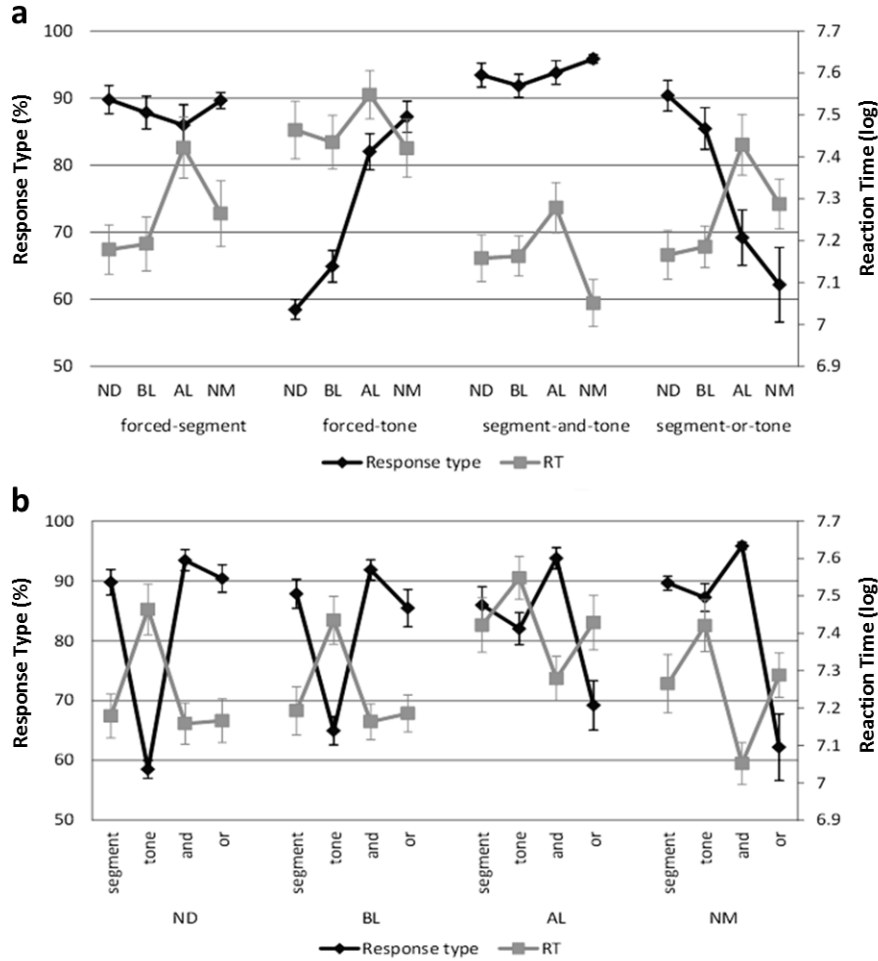 a
100 7.7
7.6
90 7.5
80 7.4
7.3
70 7.2
60 7.1
7
50 6.9
Response Type (%)
Reaction Time (log)
ND BL AL NM ND BL AL NM ND BL AL NM ND BL AL NM
forced-segment forced-tone segment-and-tone segment-or-tone
Response type RT
b
100 7.7
7.6
90 7.5
80 7.4
7.3
70 7.2
60 7.1
7
50 6.9
Response Type (%)
Reaction Time (log)
segment tone and or segment tone and or segment tone and or segment tone and or
ND BL AL NM
Response type RT